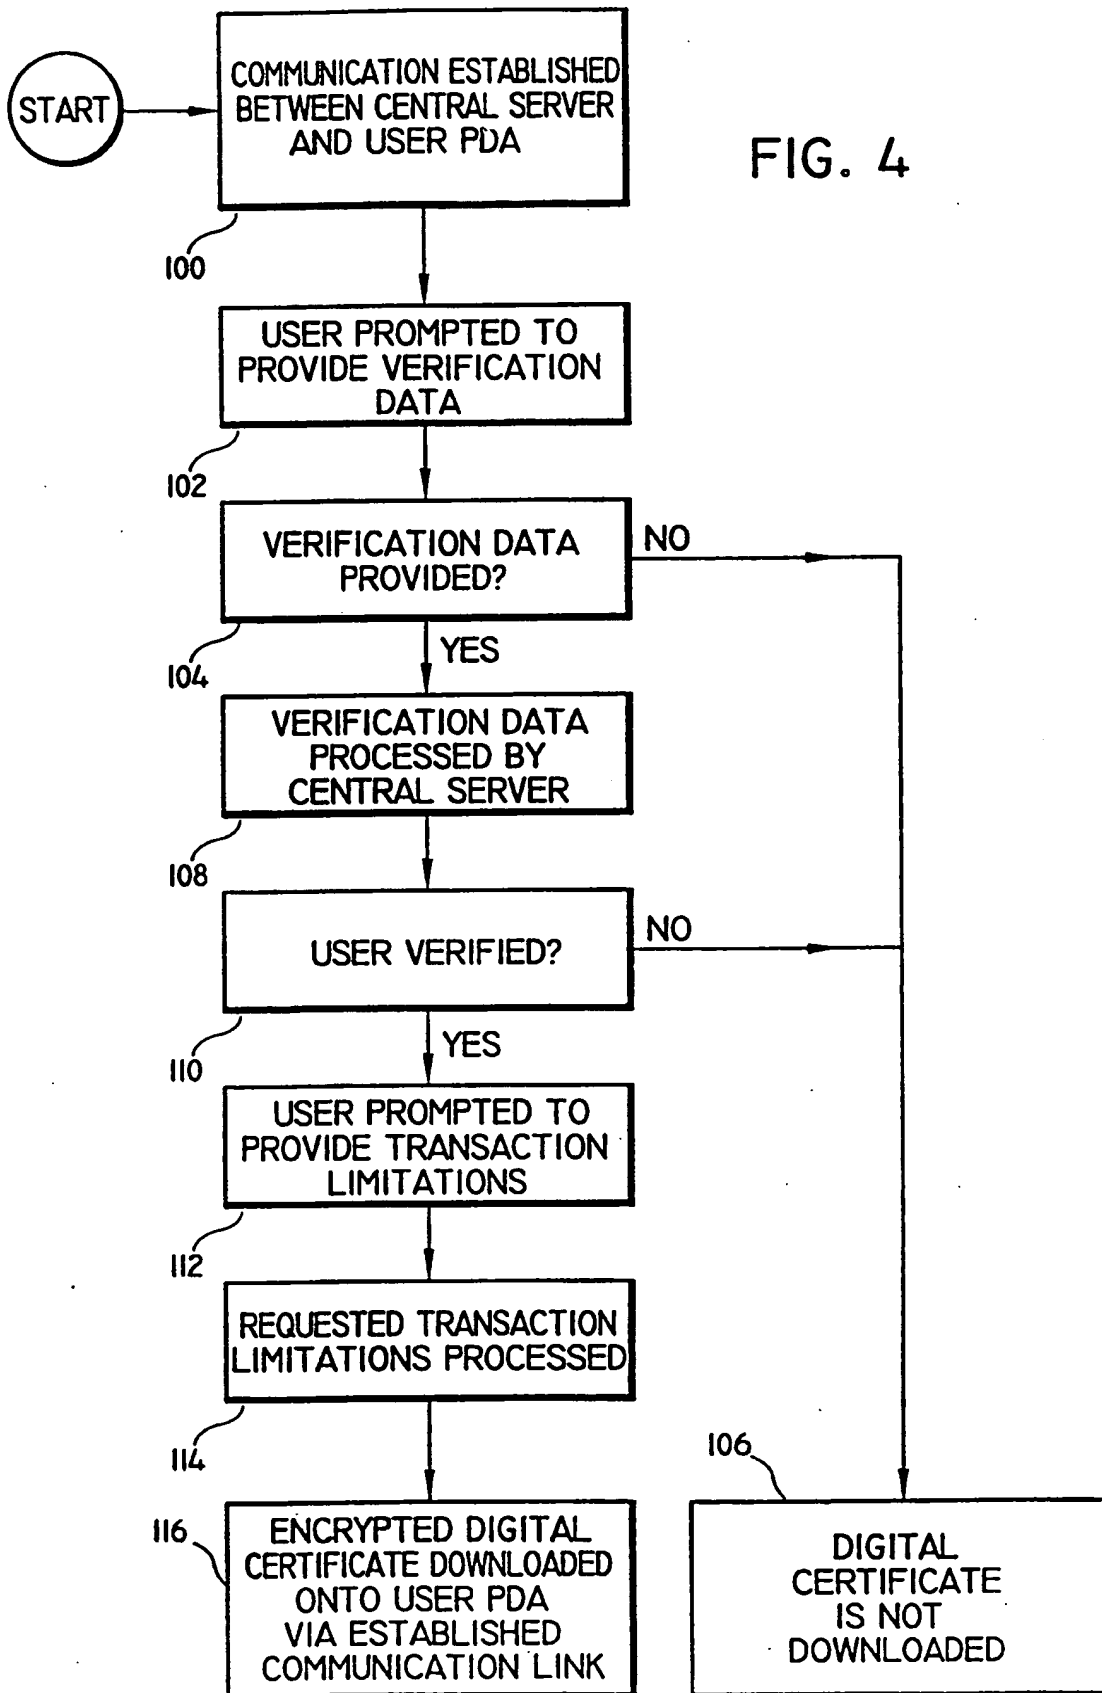 START
COMMUNICATION ESTABLISHED
BETWEEN CENTRAL SERVER
AND USER PDA
FIG. 4
100
USER PROMPTED TO
PROVIDE VERIFICATION
DATA
102
VERIFICATION DATA
PROVIDED?
NO
104
YES
VERIFICATION DATA
PROCESSED BY
CENTRAL SERVER
108
USER VERIFIED?
NO
110
YES
USER PROMPTED TO
PROVIDE TRANSACTION
LIMITATIONS
112
REQUESTED TRANSACTION
LIMITATIONS PROCESSED
114
116
ENCRYPTED DIGITAL
CERTIFICATE DOWNLOADED
ONTO USER PDA
VIA ESTABLISHED
COMMUNICATION LINK
106
DIGITAL
CERTIFICATE
IS NOT
DOWNLOADED